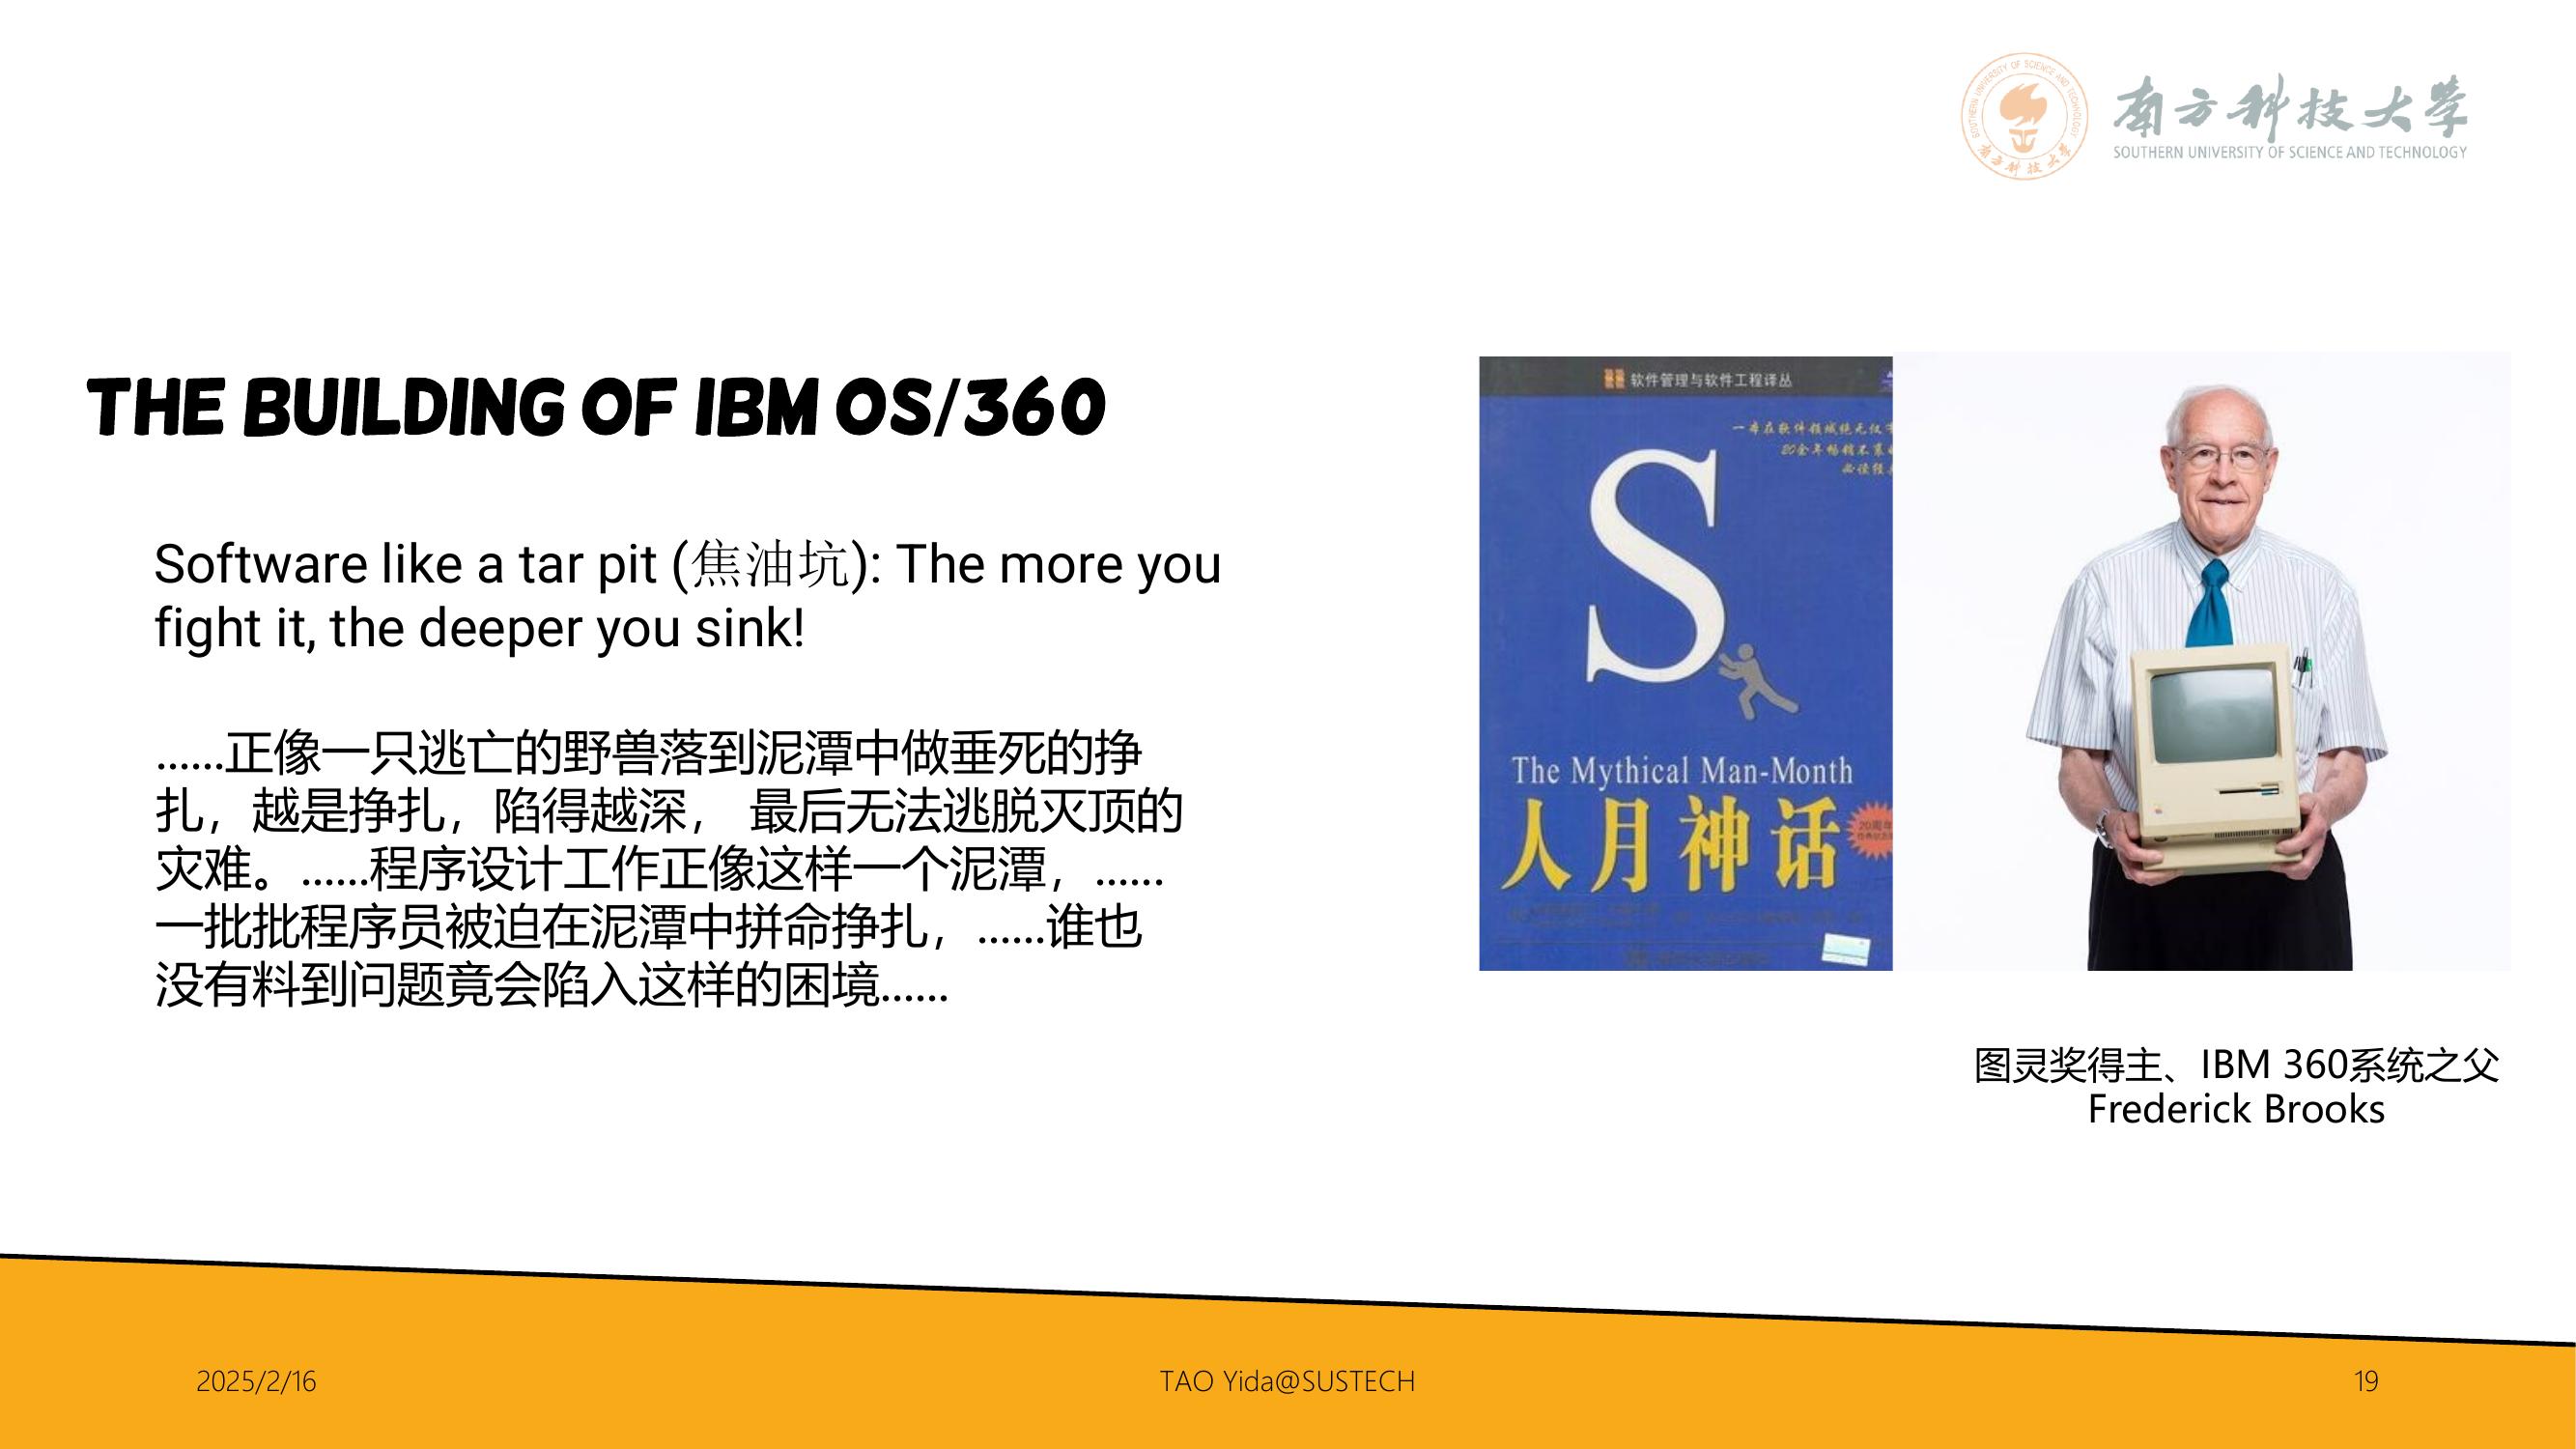 南方科技大学
SOUTHERN UNIVERSITY OF SCIENCE AND TECHNOLOGY
THE BUILDING OF IBM OS/360
Software like a tar pit (焦油坑): The more you
fight it, the deeper you sink!
......正像一只逃亡的野兽落到泥潭中做垂死的挣
扎，越是挣扎，陷得越深， 最后无法逃脱灭顶的
灾难。......程序设计工作正像这样一个泥潭，......
一批批程序员被迫在泥潭中拼命挣扎，......谁也
没有料到问题竟会陷入这样的困境......
软件管理与软件工程译丛
一本在软件领域绝无仅
20余年畅销不衰
必读经
S
The Mythical Man-Month
人月神话
20周年
图灵奖得主、IBM 360系统之父
Frederick Brooks
2025/2/16
TAO Yida@SUSTECH
19